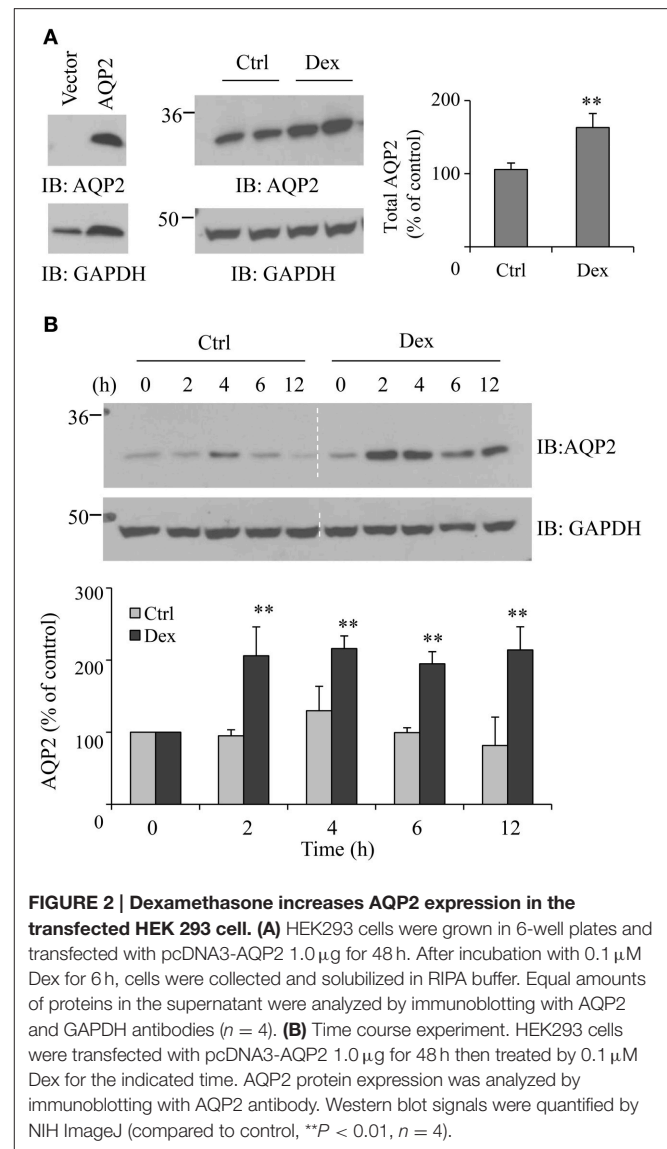 A
Vector
AQP2
IB: AQP2
IB: GAPDH
Ctrl Dex
36
IB: AQP2
50
IB: GAPDH
Total AQP2
(% of control)
200
100
0
**
Ctrl Dex
B
Ctrl Dex
(h) 0 2 4 6 12 0 2 4 6 12
36
IB:AQP2
50
IB: GAPDH
AQP2 (% of control)
300
200
100
0
Ctrl
Dex
** ** ** **
0 2 4 6 12
Time (h)
FIGURE 2 | Dexamethasone increases AQP2 expression in the
transfected HEK 293 cell. (A) HEK293 cells were grown in 6-well plates and
transfected with pcDNA3-AQP2 1.0 μg for 48 h. After incubation with 0.1 μM
Dex for 6 h, cells were collected and solubilized in RIPA buffer. Equal amounts
of proteins in the supernatant were analyzed by immunoblotting with AQP2
and GAPDH antibodies (n = 4). (B) Time course experiment. HEK293 cells
were transfected with pcDNA3-AQP2 1.0 μg for 48 h then treated by 0.1 μM
Dex for the indicated time. AQP2 protein expression was analyzed by
immunoblotting with AQP2 antibody. Western blot signals were quantified by
NIH ImageJ (compared to control, **P < 0.01, n = 4).